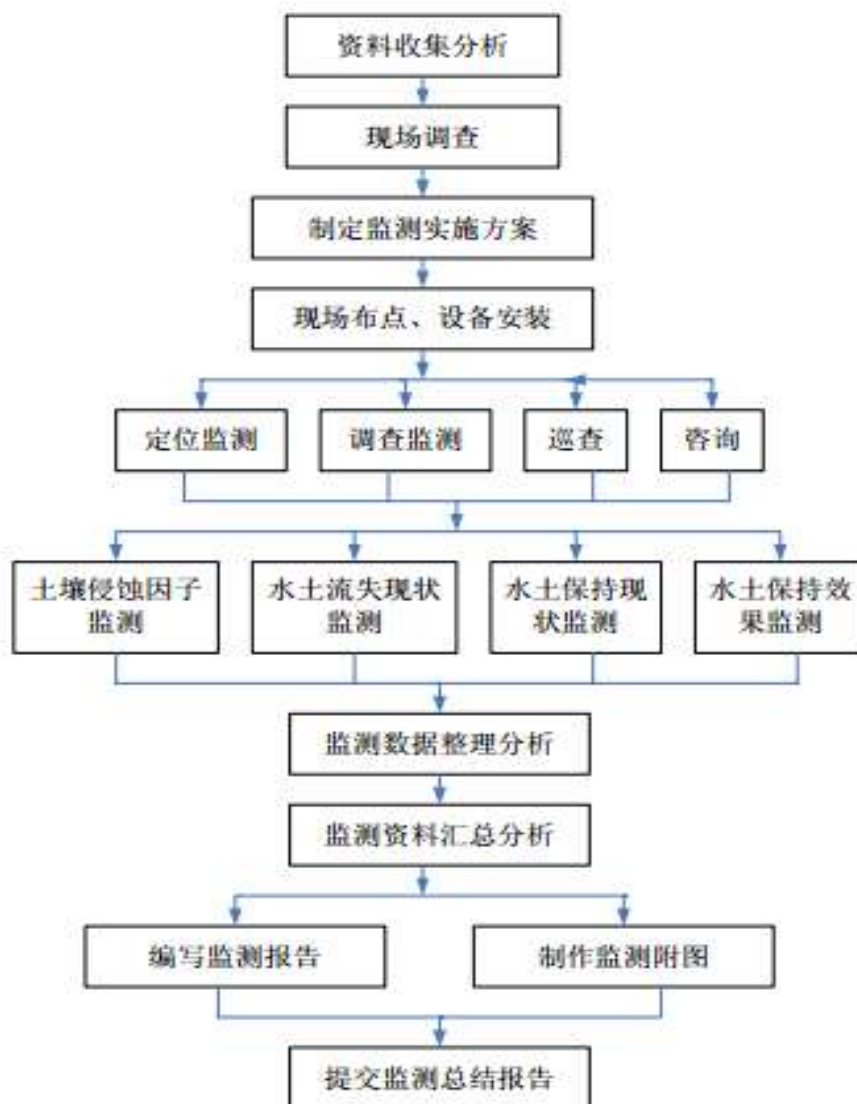 资料收集分析
现场调查
制定监测实施方案
现场布点、设备安装
定位监测
调查监测
巡查
咨询
土壤侵蚀因子
监测
水土流失现状
监测
水土保持现
状监测
水土保持效
果监测
监测数据整理分析
监测资料汇总分析
编写监测报告
制作监测附图
提交监测总结报告